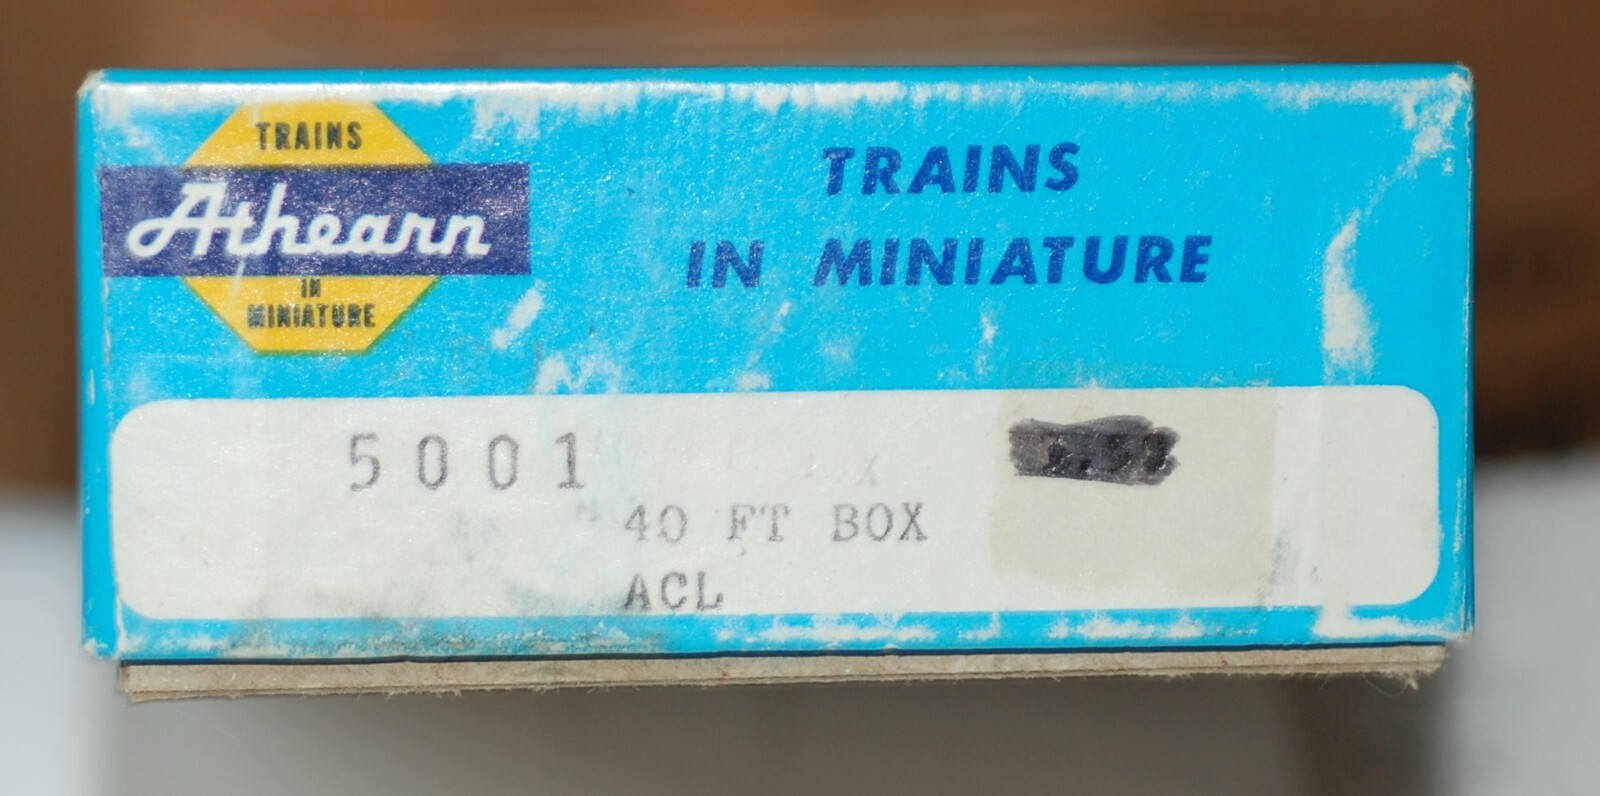 TRAINS
Athearn
IN
MINIATURE
TRAINS
IN MINIATURE
5001
40 FT BOX
ACL